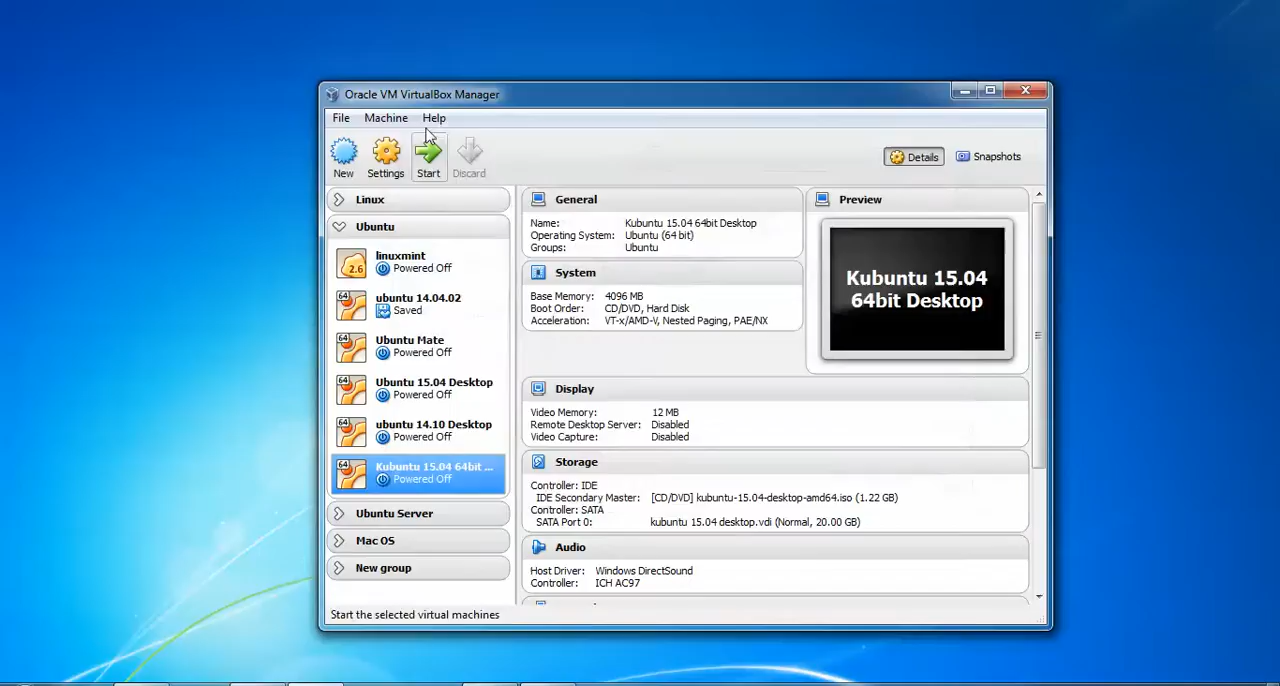 Oracle VM VirtualBox Manager
File Machine Help
New Settings Start Discard
Details Snapshots
Linux
Ubuntu
2.6
linuxmint
Powered Off
64
ubuntu 14.04.02
Saved
64
Ubuntu Mate
Powered Off
64
Ubuntu 15.04 Desktop
Powered Off
64
ubuntu 14.10 Desktop
Powered Off
64
Kubuntu 15.04 64bit ...
Powered Off
Ubuntu Server
Mac OS
New group
General
Name: Kubuntu 15.04 64bit Desktop
Operating System: Ubuntu (64 bit)
Groups: Ubuntu
System
Base Memory: 4096 MB
Boot Order: CD/DVD, Hard Disk
Acceleration: VT-x/AMD-V, Nested Paging, PAE/NX
Preview
Kubuntu 15.04
64bit Desktop
Display
Video Memory: 12 MB
Remote Desktop Server: Disabled
Video Capture: Disabled
Storage
Controller: IDE
IDE Secondary Master: [CD/DVD] kubuntu-15.04-desktop-amd64.iso (1.22 GB)
Controller: SATA
SATA Port 0: kubuntu 15.04 desktop.vdi (Normal, 20.00 GB)
Audio
Host Driver: Windows DirectSound
Controller: ICH AC97
Start the selected virtual machines